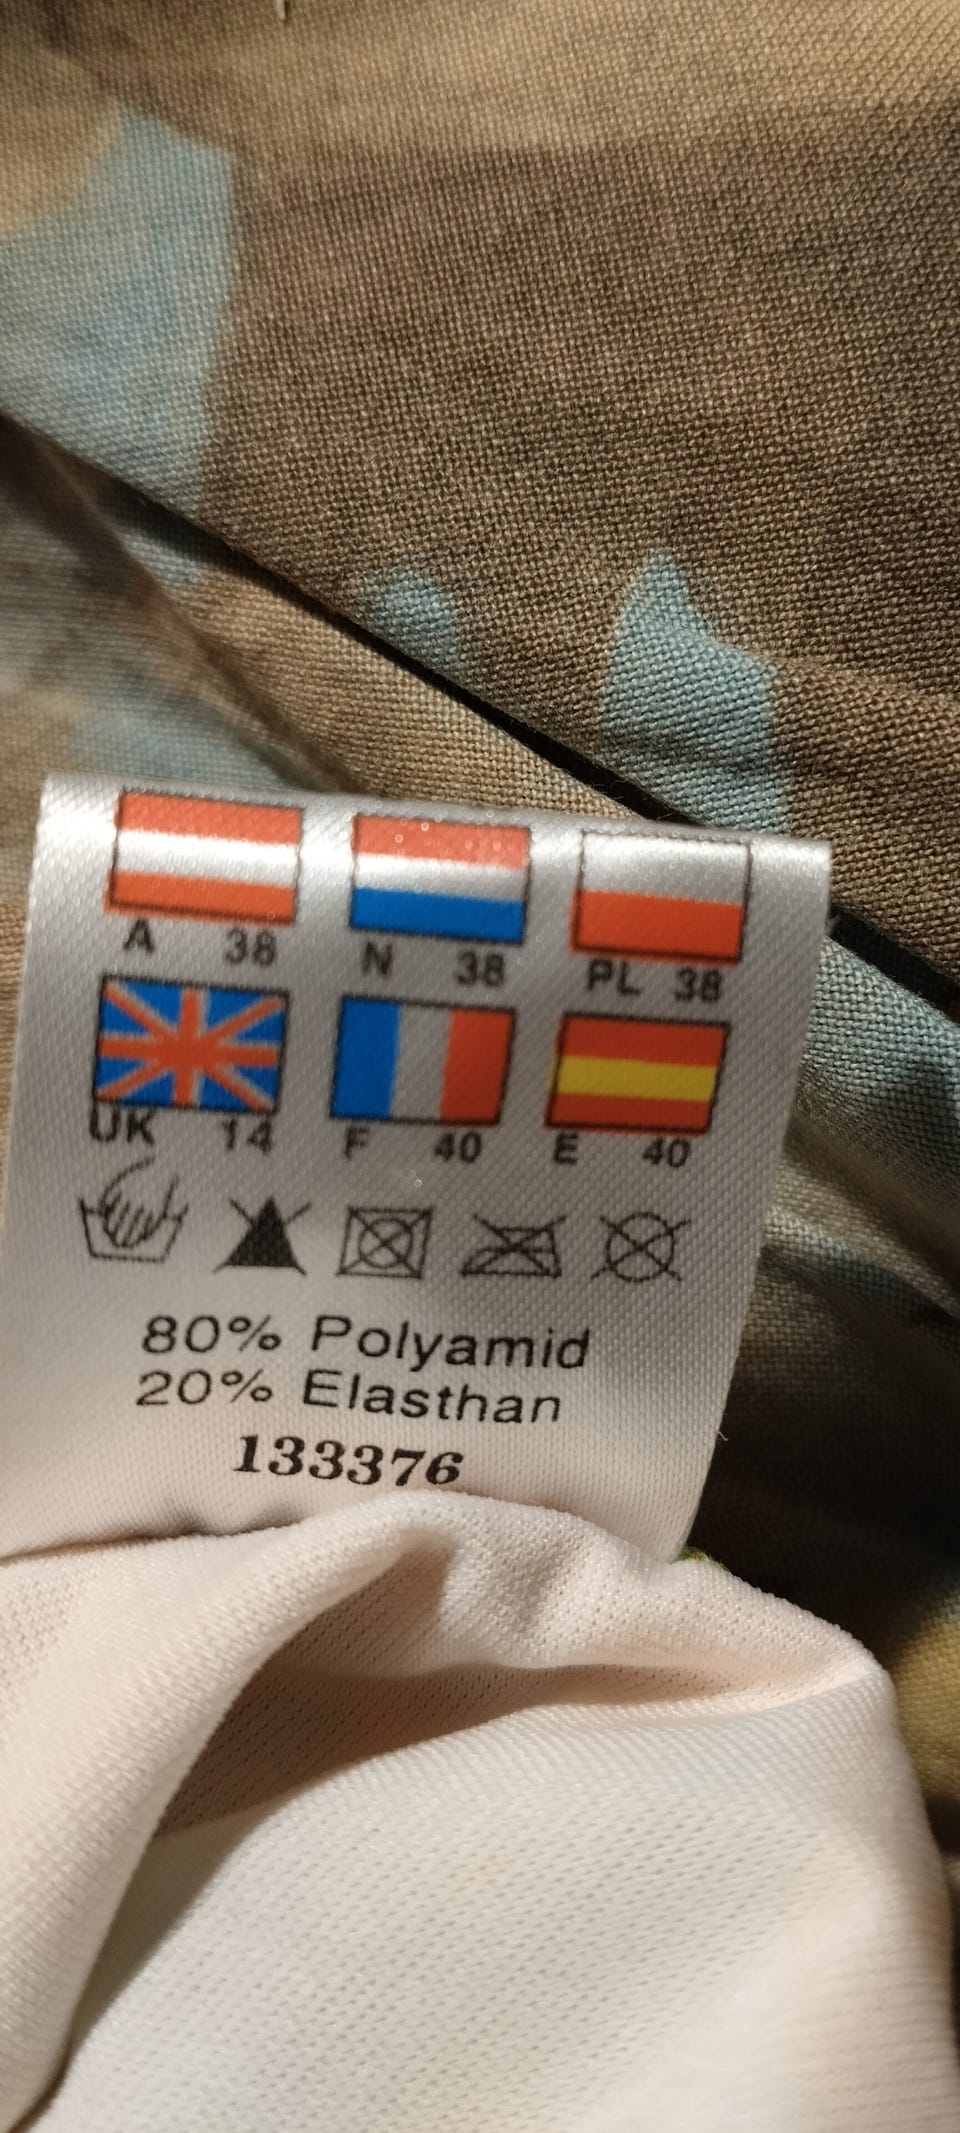 A 38 N 38 PL 38
UK 14 F 40 E 40
80% Polyamid
20% Elasthan
133376